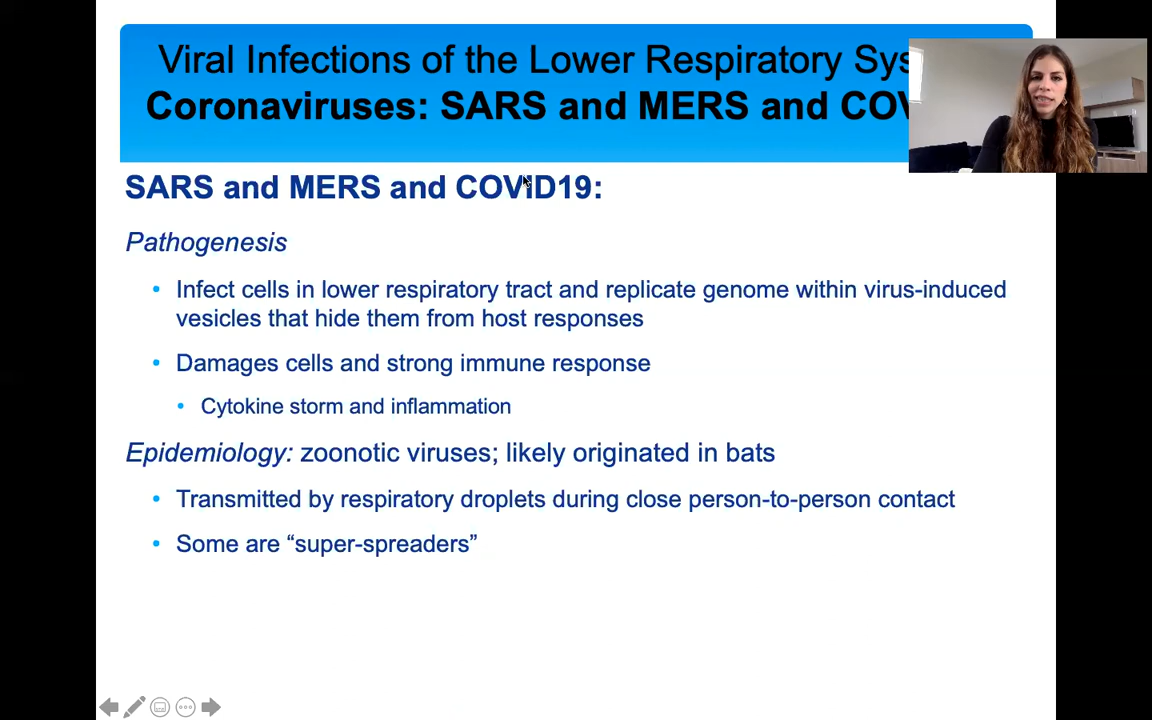 Viral Infections of the Lower Respiratory
Coronaviruses: SARS and MERS and
SARS and MERS and COVID19:
Pathogenesis
• Infect cells in lower respiratory tract and replicate genome within virus-induced
vesicles that hide them from host responses
• Damages cells and strong immune response
• Cytokine storm and inflammation
Epidemiology: zoonotic viruses; likely originated in bats
• Transmitted by respiratory droplets during close person-to-person contact
• Some are “super-spreaders”